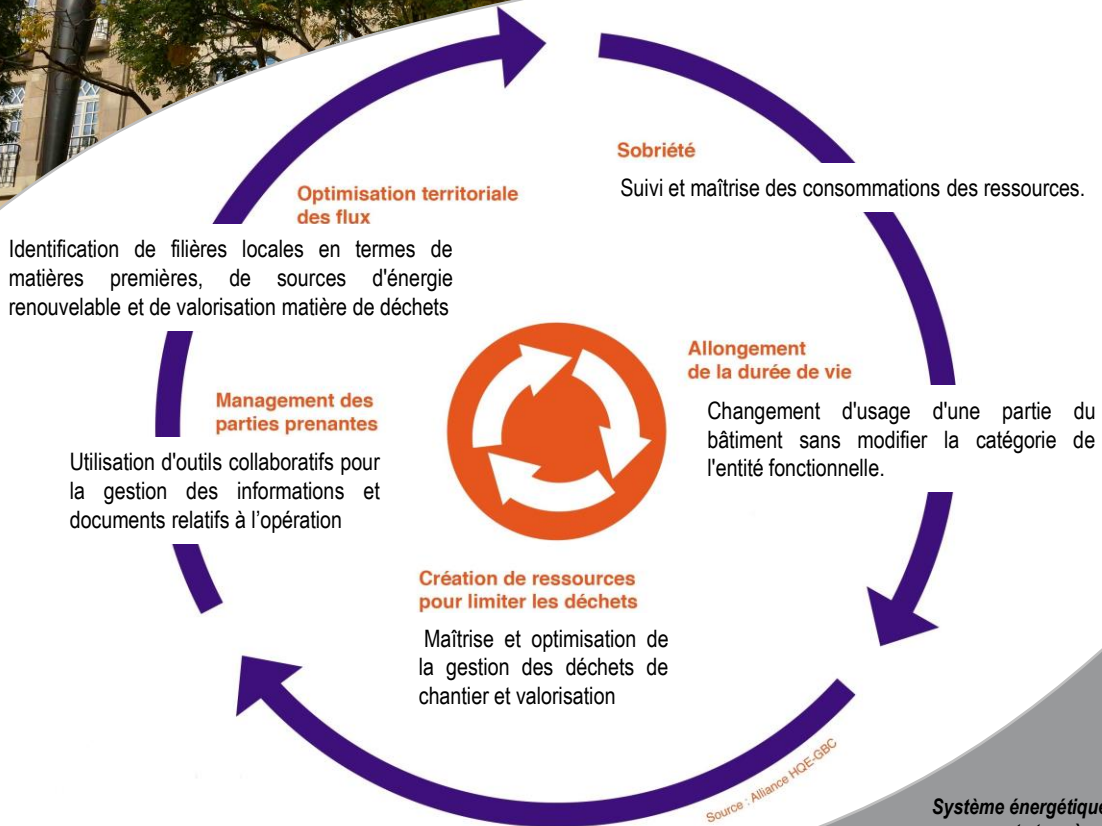 Sobriété
Suivi et maîtrise des consommations des ressources.
Optimisation territoriale
des flux
Identification de filières locales en termes de
matières premières, de sources d'énergie
renouvelable et de valorisation matière de déchets
Allongement
de la durée de vie
Changement d'usage d'une partie du
bâtiment sans modifier la catégorie de
l'entité fonctionnelle.
Management des
parties prenantes
Utilisation d'outils collaboratifs pour
la gestion des informations et
documents relatifs à l’opération
Création de ressources
pour limiter les déchets
Maîtrise et optimisation de
la gestion des déchets de
chantier et valorisation
Source : Alliance HQE-GBC
Système énergétique